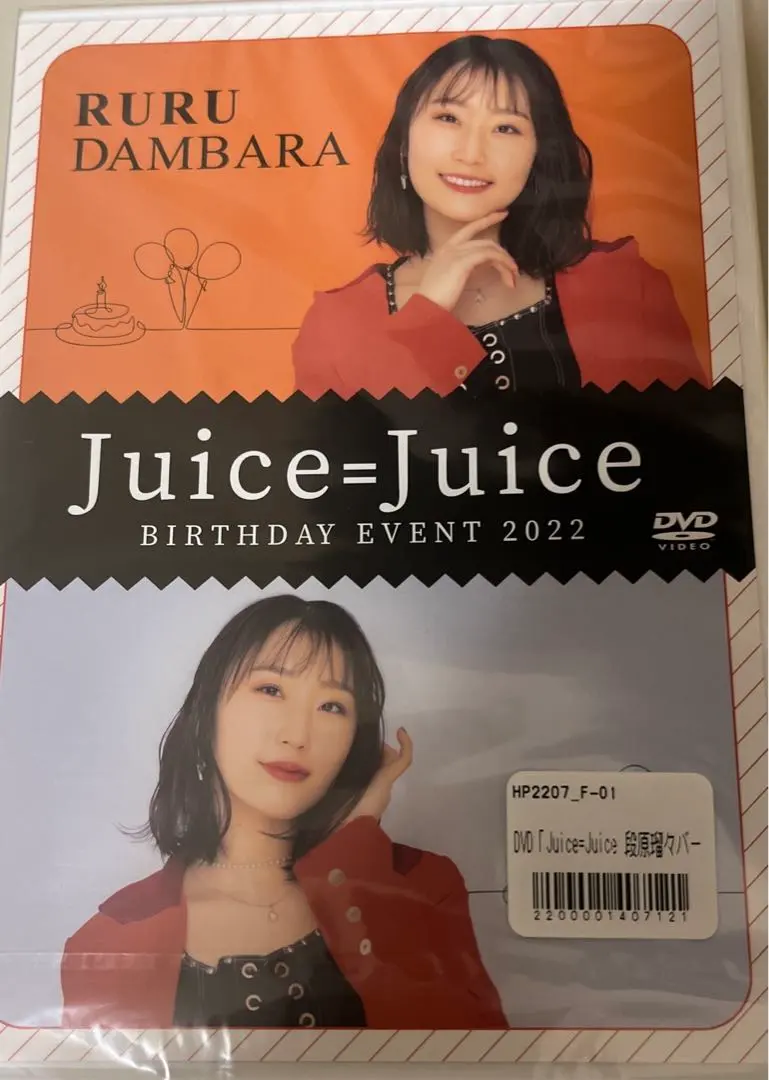 RURU
DAMBARA
Juice=Juice
BIRTHDAY EVENT 2022
DVD
VIDEO
HP2207_F-01
DVD「Juice=Juice 段原瑠々バー
2200001407121